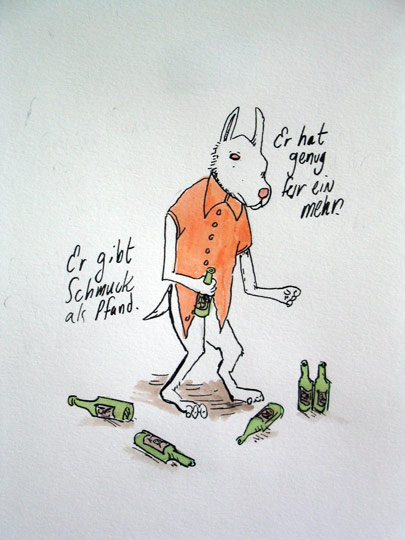 Er hat
genug
für ein
mehr.
Er gibt
Schmuck
als Pfand.